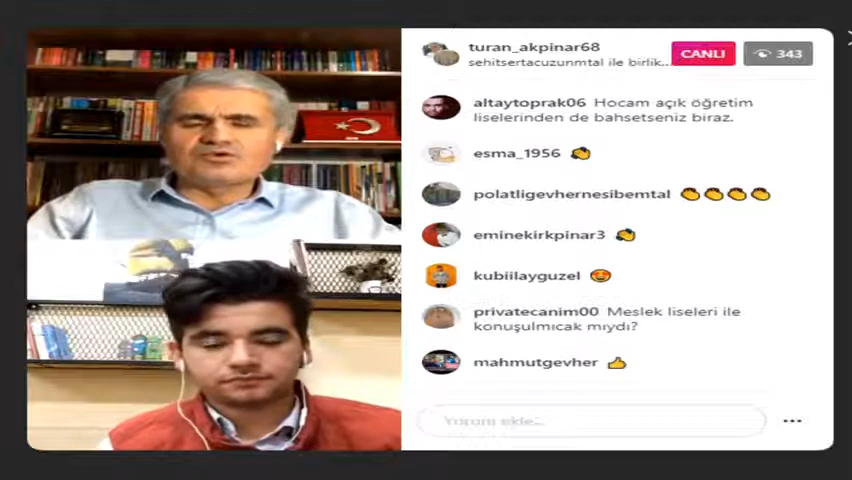 turan_akpinar68
sehitsertacuzunmtal ile birlik...
CANLI
343
altaytoprak06 Hocam açık öğretim
liselerinden de bahsetseniz biraz.
esma_1956
polatligevhernesibemtal
eminekirkpinar3
kubiilayguzel
privatecanim00 Meslek liseleri ile
konuşulmıcak mıydı?
mahmutgevher
Yorum ekle...